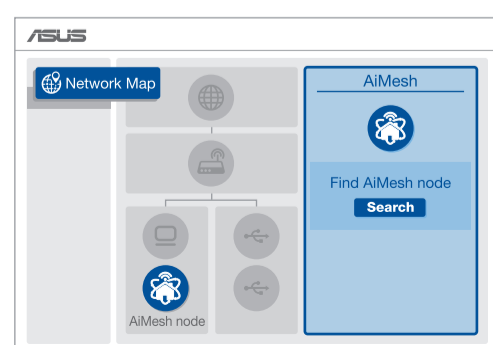 ASUS
Network Map
AiMesh
Find AiMesh node
Search
AiMesh node